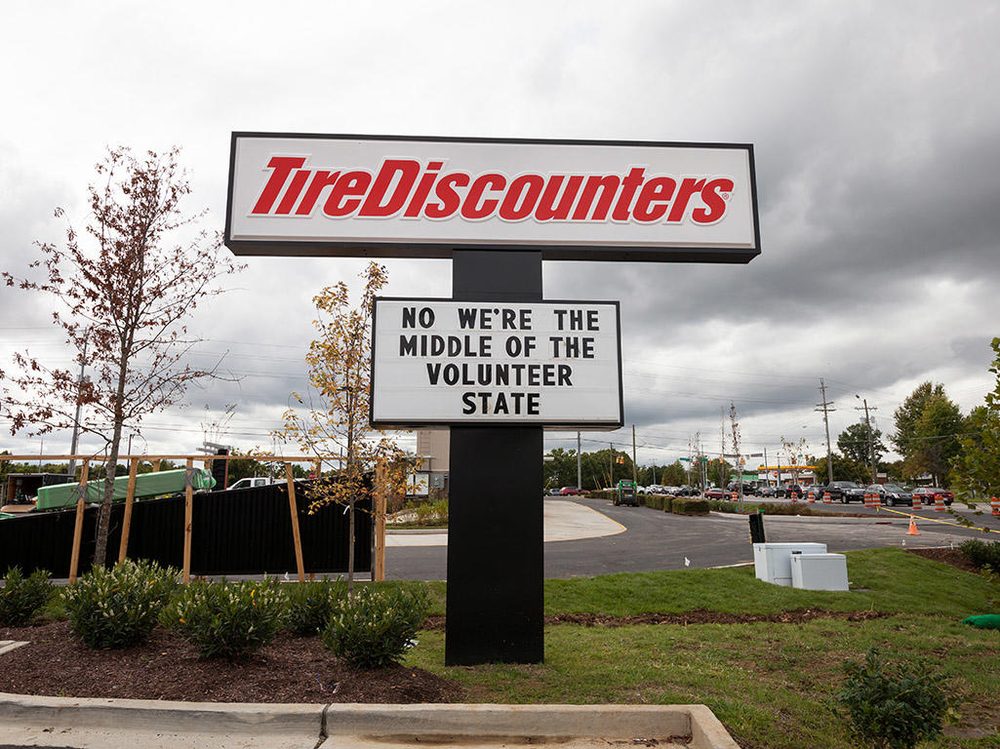 TireDiscounters®
NO WE'RE THE
MIDDLE OF THE
VOLUNTEER
STATE